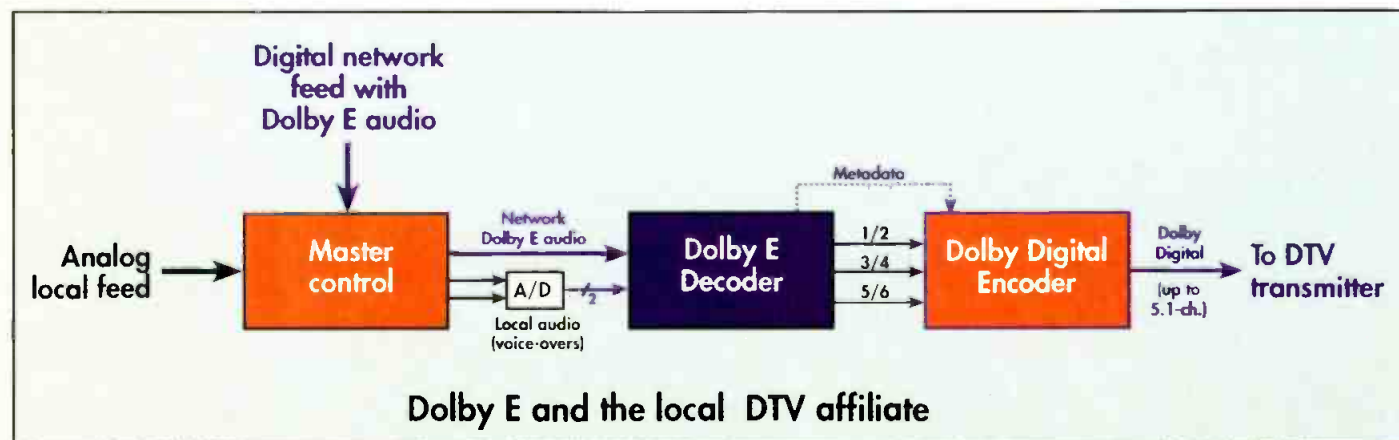 Digital network
feed with
Dolby E audio
Metadata
Analog
local feed
Master
control
Network
Dolby E audio
A/D
2
Local audio
(voice-overs)
Dolby E
Decoder
1/2
3/4
5/6
Dolby Digital
Encoder
Dolby
Digital
(up to
5.1-ch.)
To DTV
transmitter
Dolby E and the local DTV affiliate